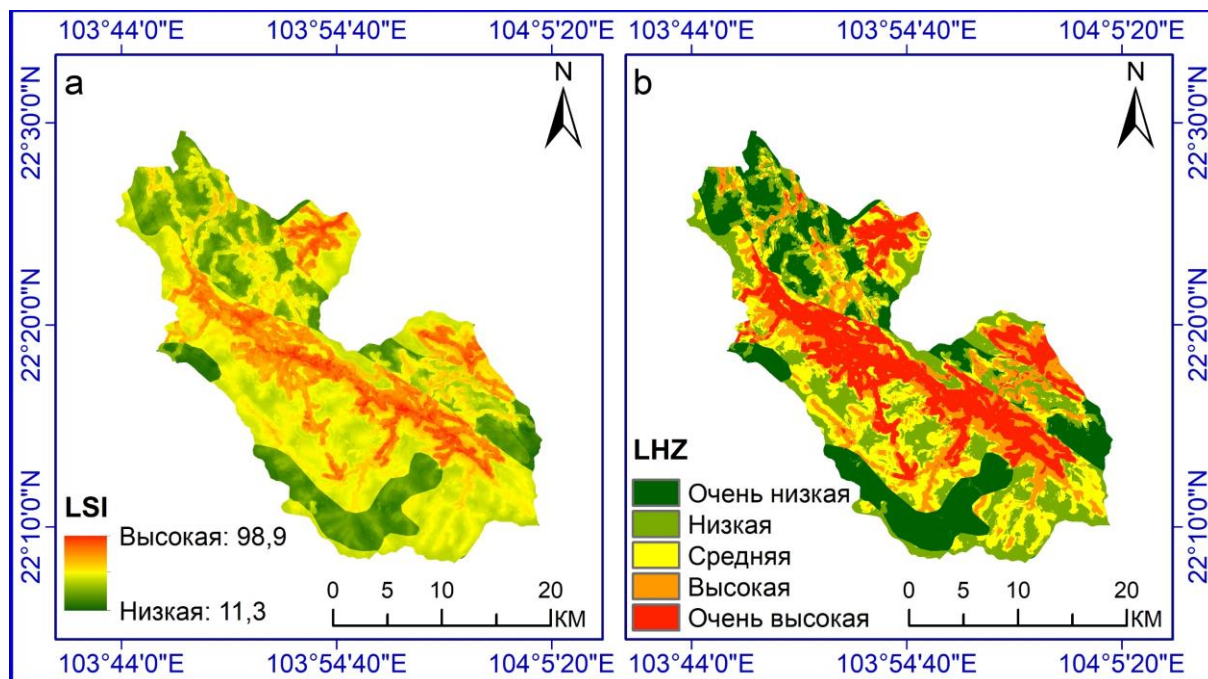 103°44'0"E 103°54'40" 104°5'20"E 103°44'0"E 103°54'40" 104°5'20"E
a
N
22°30'0"N
22°20'0"N
22°10'0"N
LSI
Высокая: 98,9
Низкая: 11,3
0 5 10 20
КМ
b
N
22°30'0"N
22°20'0"N
22°10'0"N
LHZ
Очень низкая
Низкая
Средняя
Высокая
Очень высокая
0 5 10 20
КМ
103°44'0"E 103°54'40" 104°5'20"E 103°44'0"E 103°54'40" 104°5'20"E